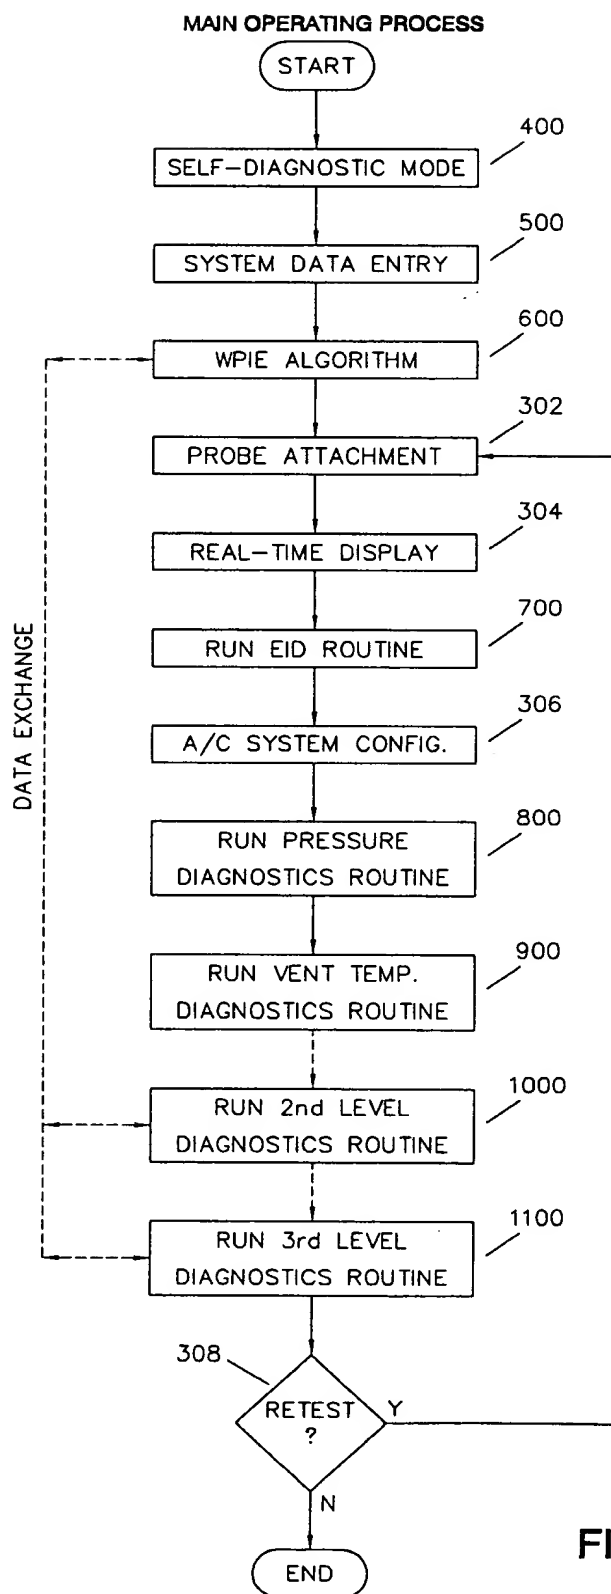 MAIN OPERATING PROCESS
START
400
SELF-DIAGNOSTIC MODE
500
SYSTEM DATA ENTRY
600
WPIE ALGORITHM
302
PROBE ATTACHMENT
304
REAL-TIME DISPLAY
700
RUN EID ROUTINE
306
A/C SYSTEM CONFIG.
DATA EXCHANGE
800
RUN PRESSURE
DIAGNOSTICS ROUTINE
900
RUN VENT TEMP.
DIAGNOSTICS ROUTINE
1000
RUN 2nd LEVEL
DIAGNOSTICS ROUTINE
1100
RUN 3rd LEVEL
DIAGNOSTICS ROUTINE
308
RETEST
?
Y
N
END